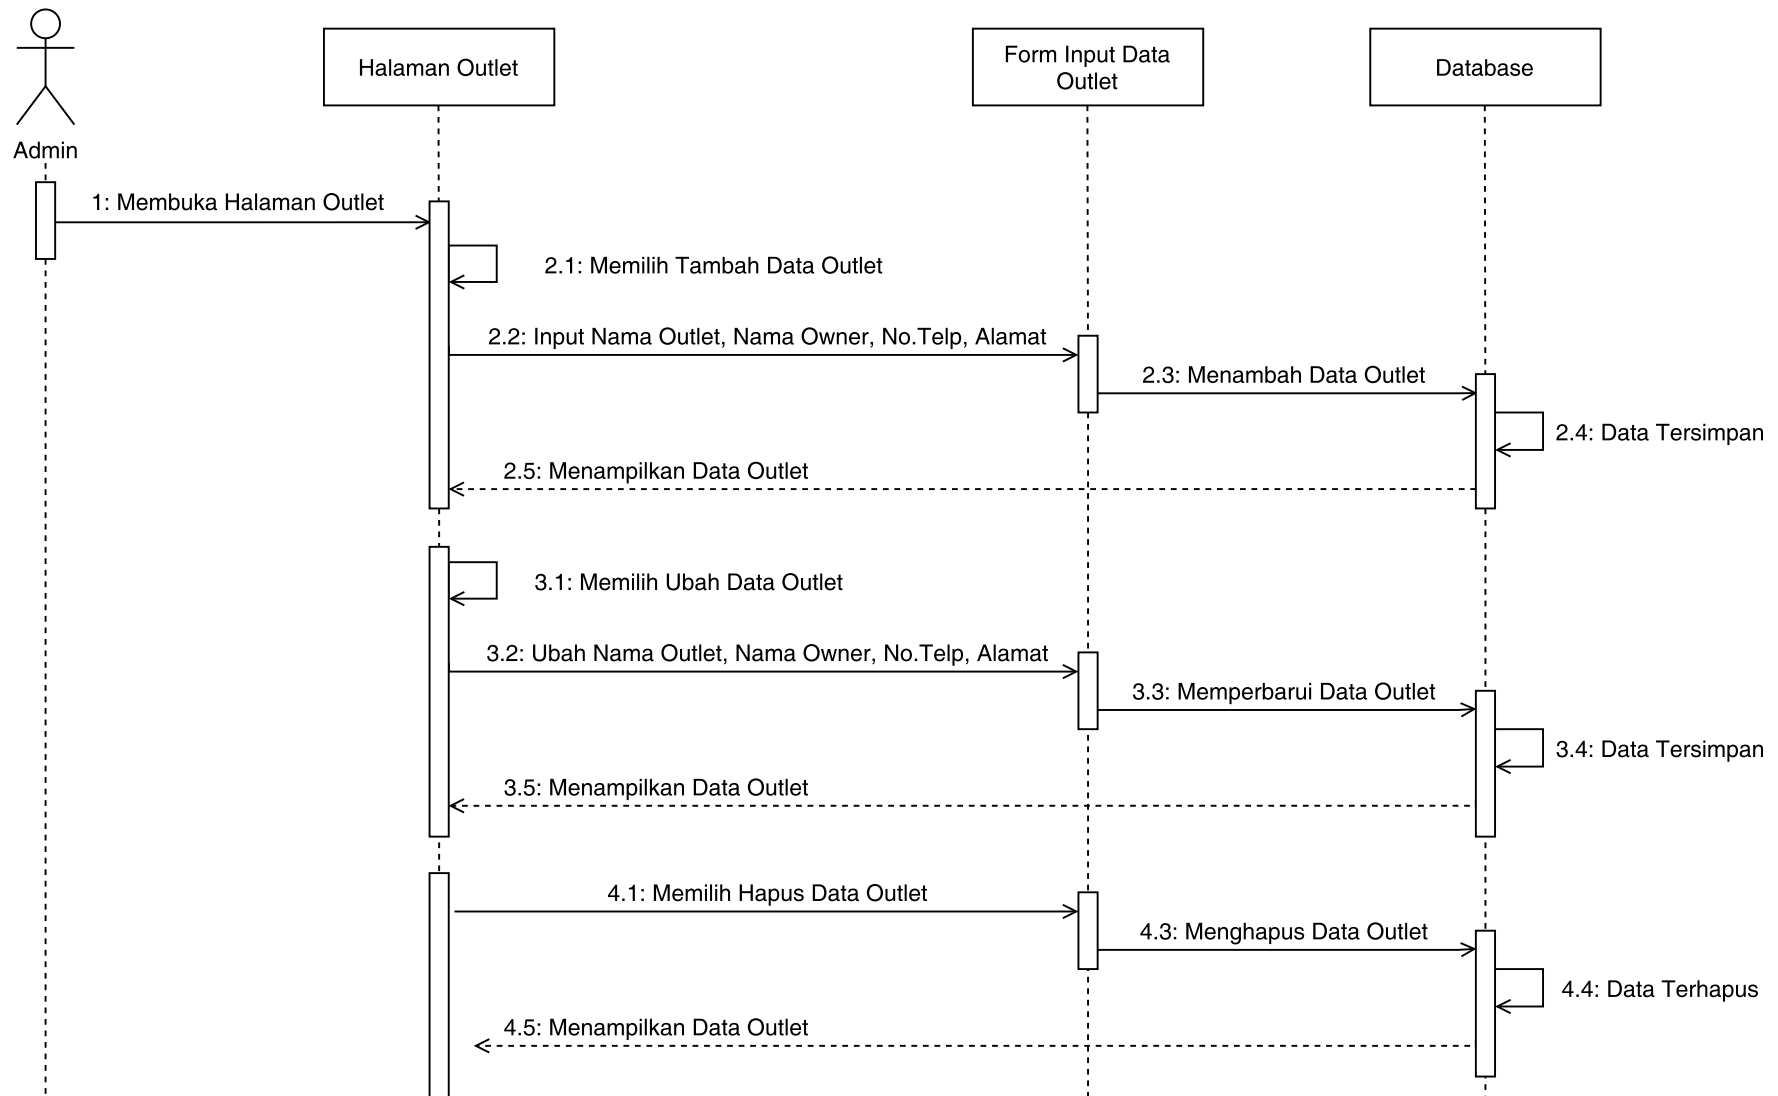 Halaman Outlet
Form Input Data
Outlet
Database
Admin
1: Membuka Halaman Outlet
2.1: Memilih Tambah Data Outlet
2.2: Input Nama Outlet, Nama Owner, No.Telp, Alamat
2.3: Menambah Data Outlet
2.4: Data Tersimpan
2.5: Menampilkan Data Outlet
3.1: Memilih Ubah Data Outlet
3.2: Ubah Nama Outlet, Nama Owner, No.Telp, Alamat
3.3: Memperbarui Data Outlet
3.4: Data Tersimpan
3.5: Menampilkan Data Outlet
4.1: Memilih Hapus Data Outlet
4.3: Menghapus Data Outlet
4.4: Data Terhapus
4.5: Menampilkan Data Outlet